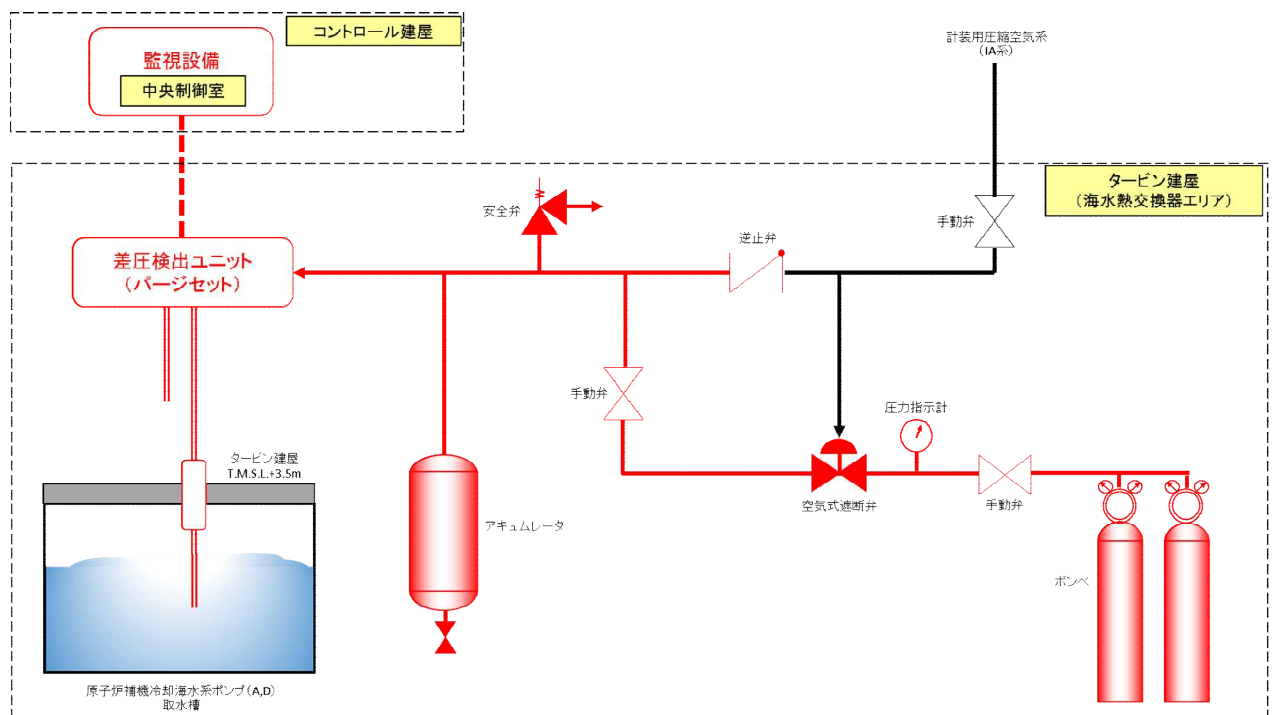 コントロール建屋
監視設備
中央制御室
計装用圧縮空気系
(IA系)
タービン建屋
(海水熱交換器エリア)
安全弁
W
逆止弁
手動弁
差圧検出ユニット
(パージセット)
手動弁
圧力指示計
タービン建屋
T.M.S.L.+3.5m
空気式遮断弁
手動弁
アキュムレータ
ボンベ
原子炉補機冷却海水系ポンプ(A,D)
取水槽